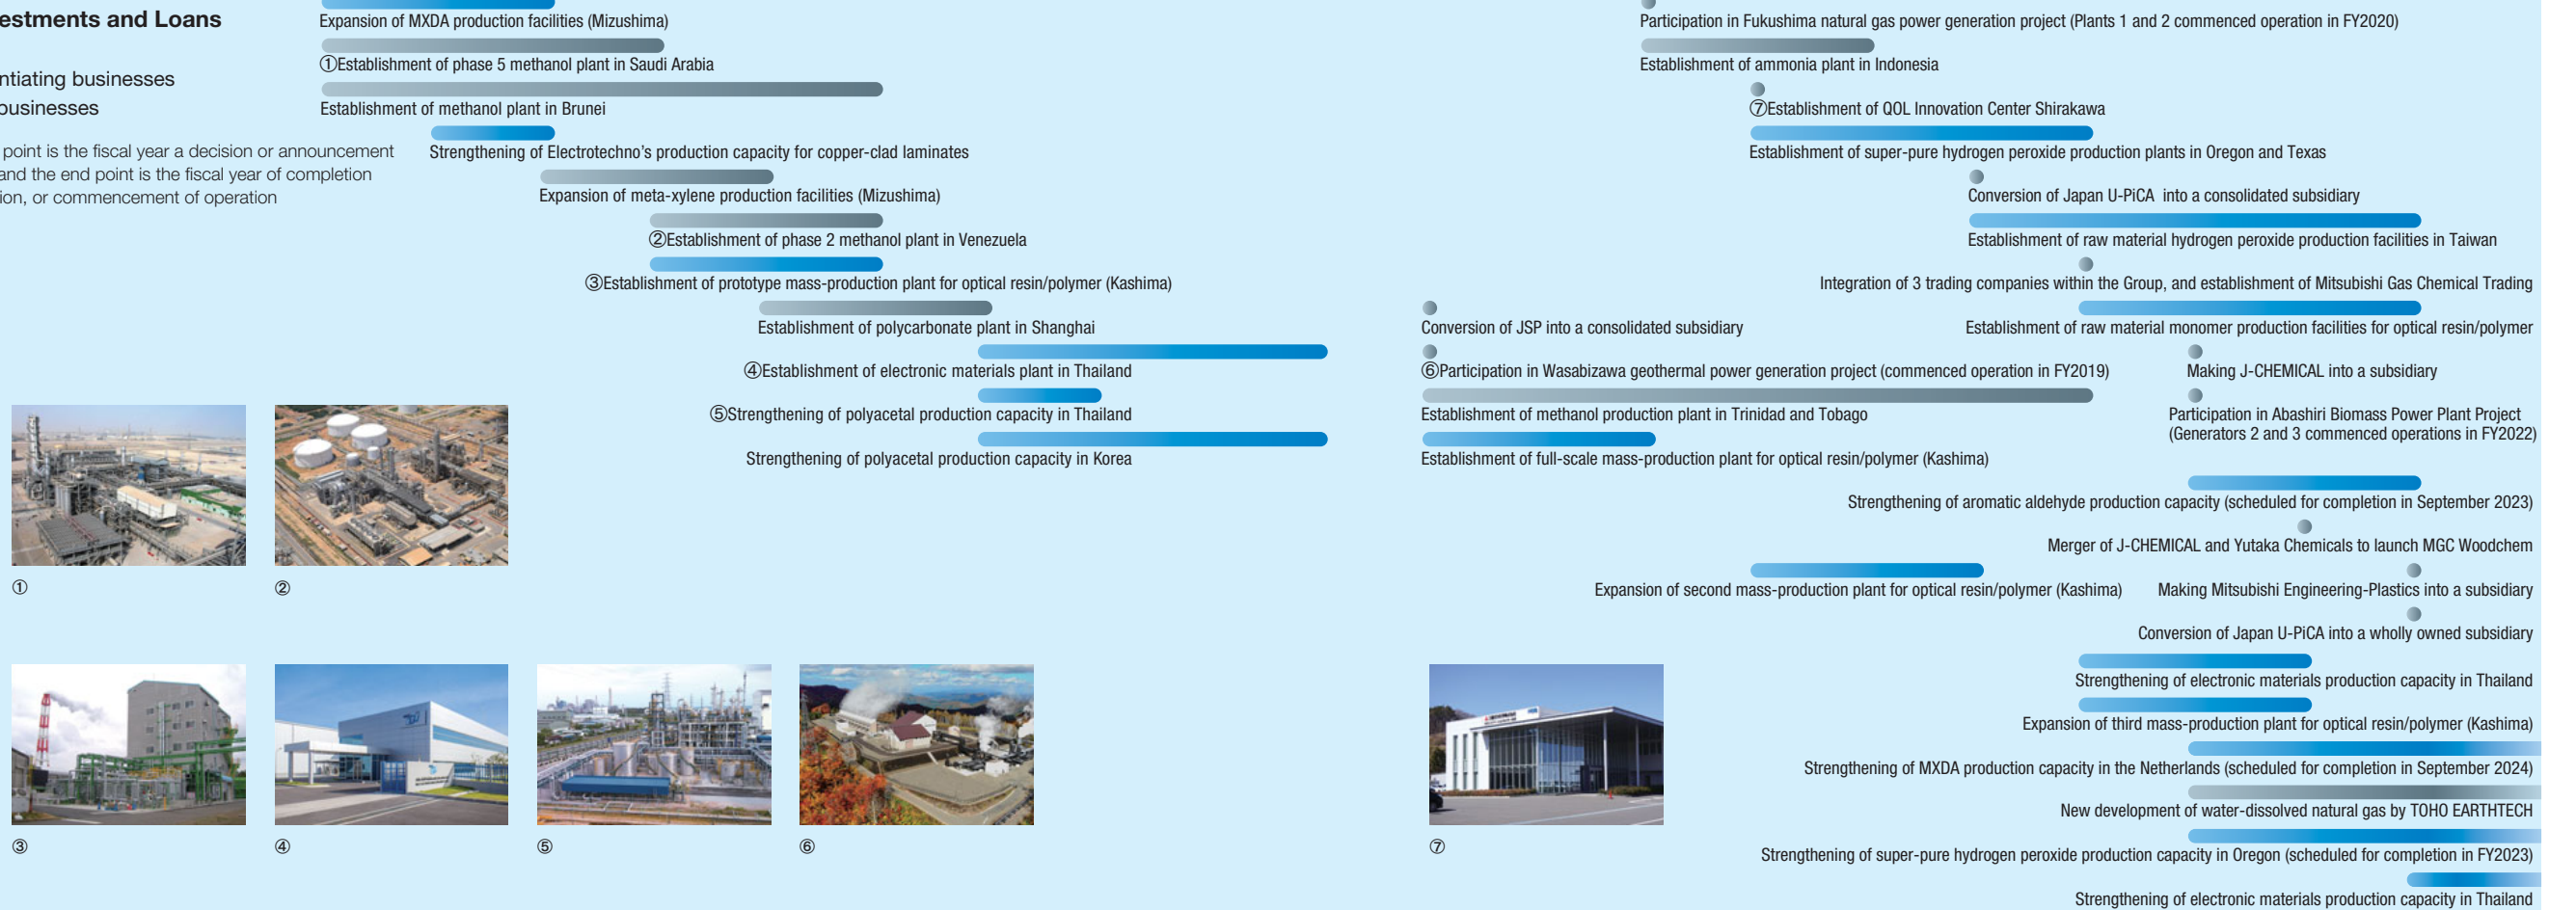 estments and Loans
ntiating businesses
businesses
point is the fiscal year a decision or announcement
and the end point is the fiscal year of completion
ion, or commencement of operation
Expansion of MXDA production facilities (Mizushima)
①Establishment of phase 5 methanol plant in Saudi Arabia
Establishment of methanol plant in Brunei
Strengthening of Electrotechno’s production capacity for copper-clad laminates
Expansion of meta-xylene production facilities (Mizushima)
②Establishment of phase 2 methanol plant in Venezuela
③Establishment of prototype mass-production plant for optical resin/polymer (Kashima)
Establishment of polycarbonate plant in Shanghai
④Establishment of electronic materials plant in Thailand
⑤Strengthening of polyacetal production capacity in Thailand
Strengthening of polyacetal production capacity in Korea
①
②
③
④
⑤
⑥
Participation in Fukushima natural gas power generation project (Plants 1 and 2 commenced operation in FY2020)
Establishment of ammonia plant in Indonesia
⑦Establishment of QOL Innovation Center Shirakawa
Establishment of super-pure hydrogen peroxide production plants in Oregon and Texas
Conversion of Japan U-PiCA into a consolidated subsidiary
Establishment of raw material hydrogen peroxide production facilities in Taiwan
Integration of 3 trading companies within the Group, and establishment of Mitsubishi Gas Chemical Trading
Conversion of JSP into a consolidated subsidiary
Establishment of raw material monomer production facilities for optical resin/polymer
⑥Participation in Wasabizawa geothermal power generation project (commenced operation in FY2019)
Making J-CHEMICAL into a subsidiary
Establishment of methanol production plant in Trinidad and Tobago
Participation in Abashiri Biomass Power Plant Project
(Generators 2 and 3 commenced operations in FY2022)
Establishment of full-scale mass-production plant for optical resin/polymer (Kashima)
Strengthening of aromatic aldehyde production capacity (scheduled for completion in September 2023)
Merger of J-CHEMICAL and Yutaka Chemicals to launch MGC Woodchem
Expansion of second mass-production plant for optical resin/polymer (Kashima)
Making Mitsubishi Engineering-Plastics into a subsidiary
Conversion of Japan U-PiCA into a wholly owned subsidiary
Strengthening of electronic materials production capacity in Thailand
Expansion of third mass-production plant for optical resin/polymer (Kashima)
Strengthening of MXDA production capacity in the Netherlands (scheduled for completion in September 2024)
New development of water-dissolved natural gas by TOHO EARTHTECH
⑦
Strengthening of super-pure hydrogen peroxide production capacity in Oregon (scheduled for completion in FY2023)
Strengthening of electronic materials production capacity in Thailand